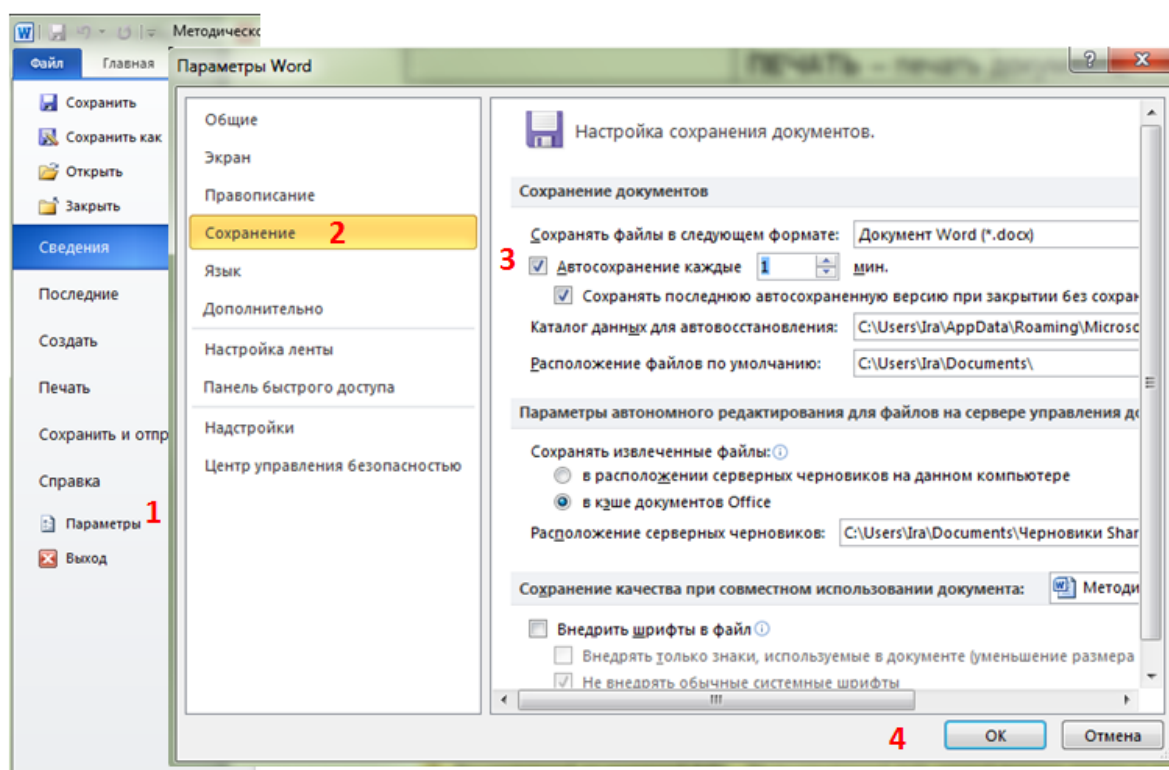 Методическо
Файл Главная
Параметры Word
ПЕЧАТЬ – печать докум
Сохранить
Сохранить как
Открыть
Закрыть
Сведения
Последние
Создать
Печать
Сохранить и отпр
Справка
Параметры 1
Выход
Общие
Экран
Правописание
Сохранение 2
Язык
Дополнительно
Настройка ленты
Панель быстрого доступа
Надстройки
Центр управления безопасностью
Настройка сохранения документов.
Сохранение документов
Сохранять файлы в следующем формате: Документ Word (*.docx)
3 Автосохранение каждые 1 мин.
Сохранять последнюю автосохраненную версию при закрытии без сохран
Каталог данных для автовосстановления: C:\Users\Ira\AppData\Roaming\Microsc
Расположение файлов по умолчанию: C:\Users\Ira\Documents\
Параметры автономного редактирования для файлов на сервере управления до
Сохранять извлеченные файлы:
в расположении серверных черновиков на данном компьютере
в кэше документов Office
Расположение серверных черновиков: C:\Users\Ira\Documents\Черновики Shar
Сохранение качества при совместном использовании документа: Методи
Внедрить шрифты в файл
Внедрять только знаки, используемые в документе (уменьшение размера
Не внедрять обычные системные шрифты
4 ОК Отмена